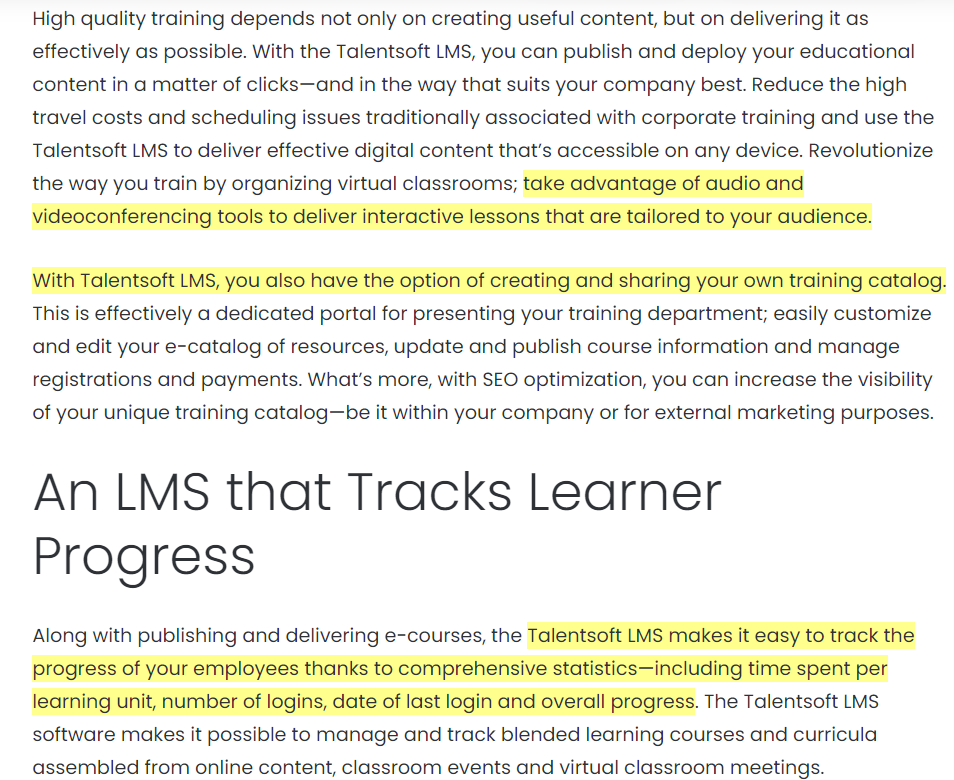 High quality training depends not only on creating useful content, but on delivering it as
effectively as possible. With the Talentsoft LMS, you can publish and deploy your educational
content in a matter of clicks—and in the way that suits your company best. Reduce the high
travel costs and scheduling issues traditionally associated with corporate training and use the
Talentsoft LMS to deliver effective digital content that’s accessible on any device. Revolutionize
the way you train by organizing virtual classrooms; take advantage of audio and
videoconferencing tools to deliver interactive lessons that are tailored to your audience.
With Talentsoft LMS, you also have the option of creating and sharing your own training catalog.
This is effectively a dedicated portal for presenting your training department; easily customize
and edit your e-catalog of resources, update and publish course information and manage
registrations and payments. What’s more, with SEO optimization, you can increase the visibility
of your unique training catalog—be it within your company or for external marketing purposes.
An LMS that Tracks Learner
Progress
Along with publishing and delivering e-courses, the Talentsoft LMS makes it easy to track the
progress of your employees thanks to comprehensive statistics—including time spent per
learning unit, number of logins, date of last login and overall progress. The Talentsoft LMS
software makes it possible to manage and track blended learning courses and curricula
assembled from online content, classroom events and virtual classroom meetings.